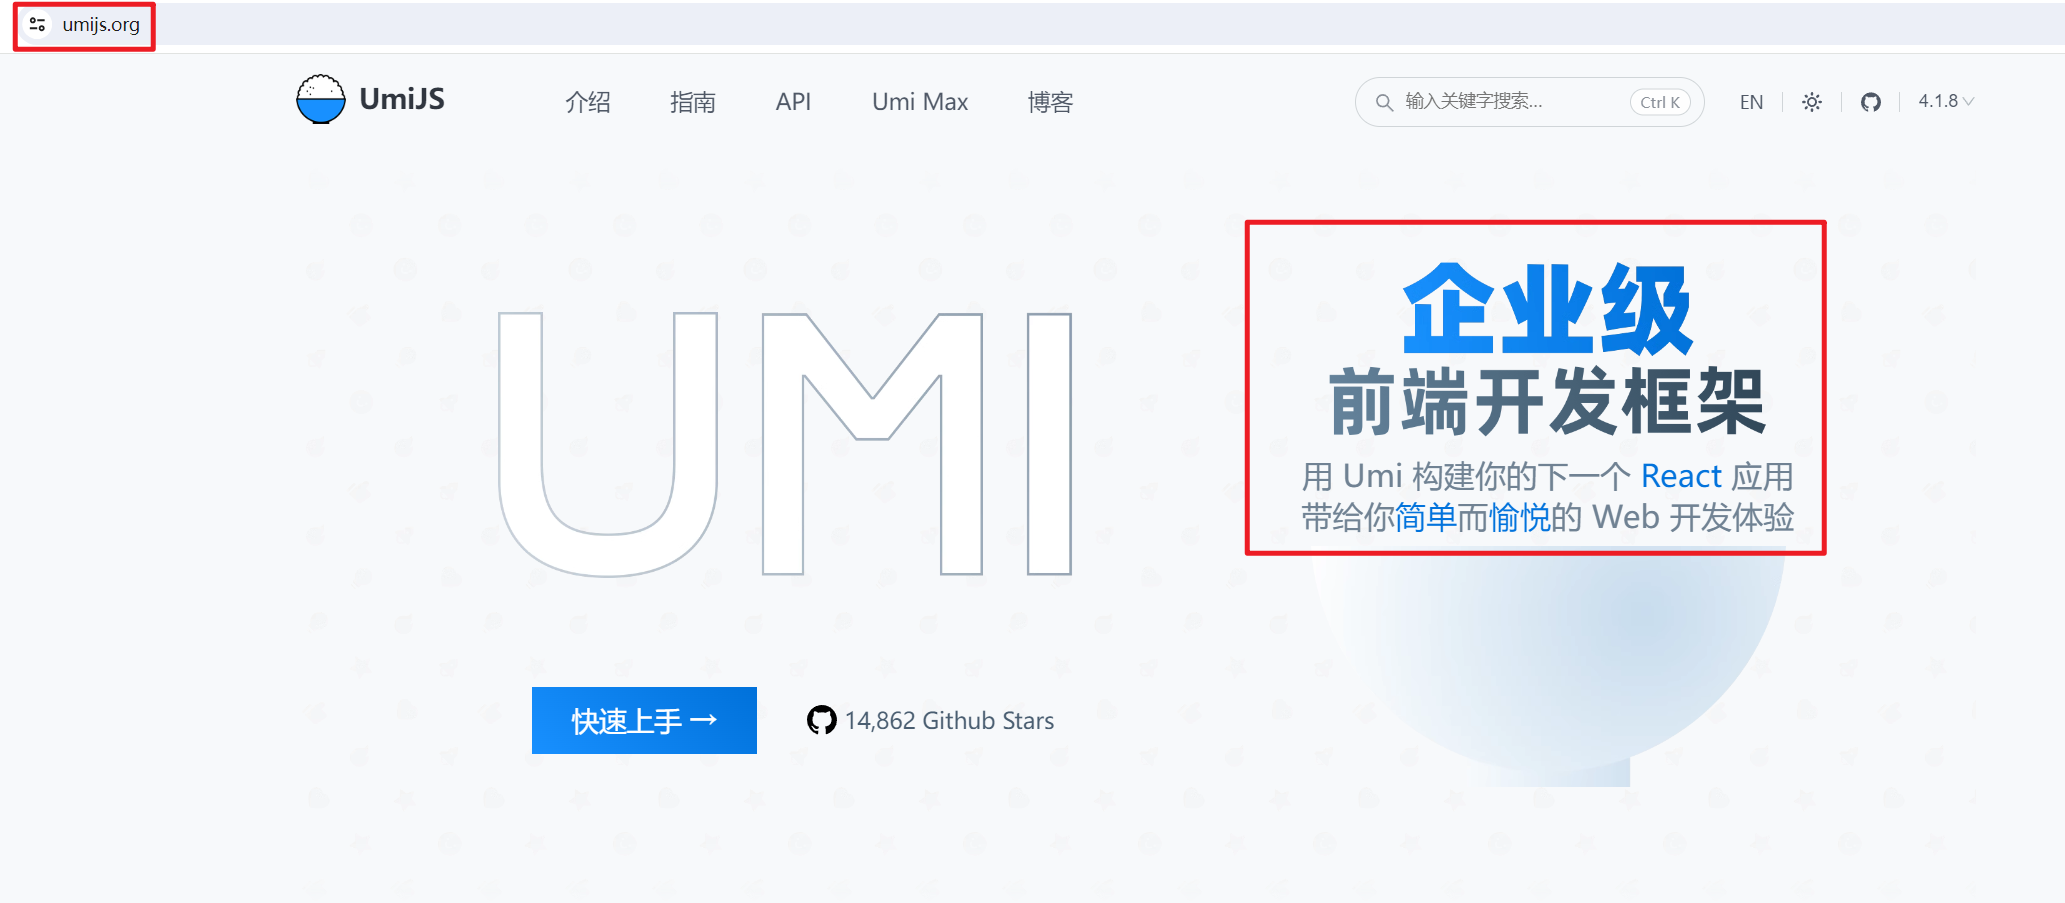 umijs.org
UmiJS 介绍 指南 API Umi Max 博客 输入关键字搜索... Ctrl K EN 4.1.8
UMI
企业级
前端开发框架
用 Umi 构建你的下一个 React 应用
带给你简单而愉悦的 Web 开发体验
快速上手 → 14,862 Github Stars